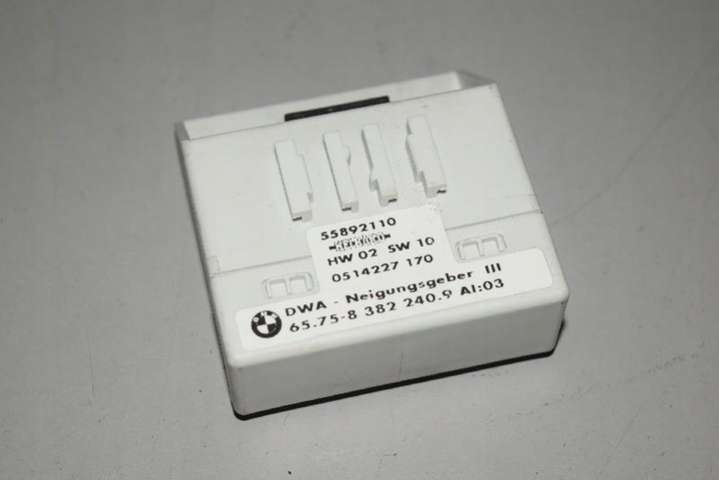 55892110
HW 02 SW 10
0514227 170
DWA - Neigungsgeber III
65.75-8 382 240.9 AI:03